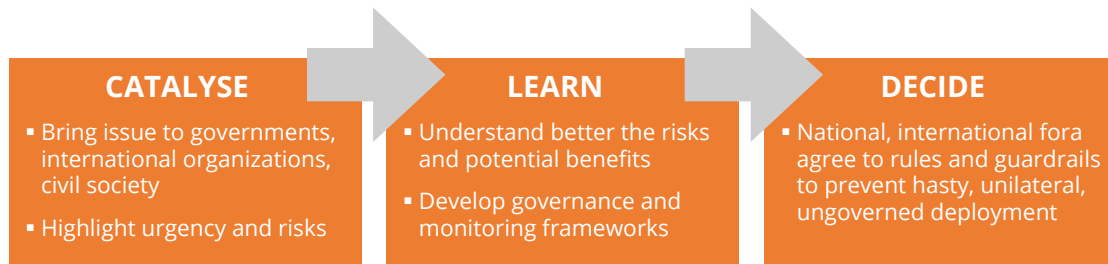 CATALYSE
▪ Bring issue to governments,
international organizations,
civil society
▪ Highlight urgency and risks
LEARN
▪ Understand better the risks
and potential benefits
▪ Develop governance and
monitoring frameworks
DECIDE
▪ National, international fora
agree to rules and guardrails
to prevent hasty, unilateral,
ungoverned deployment